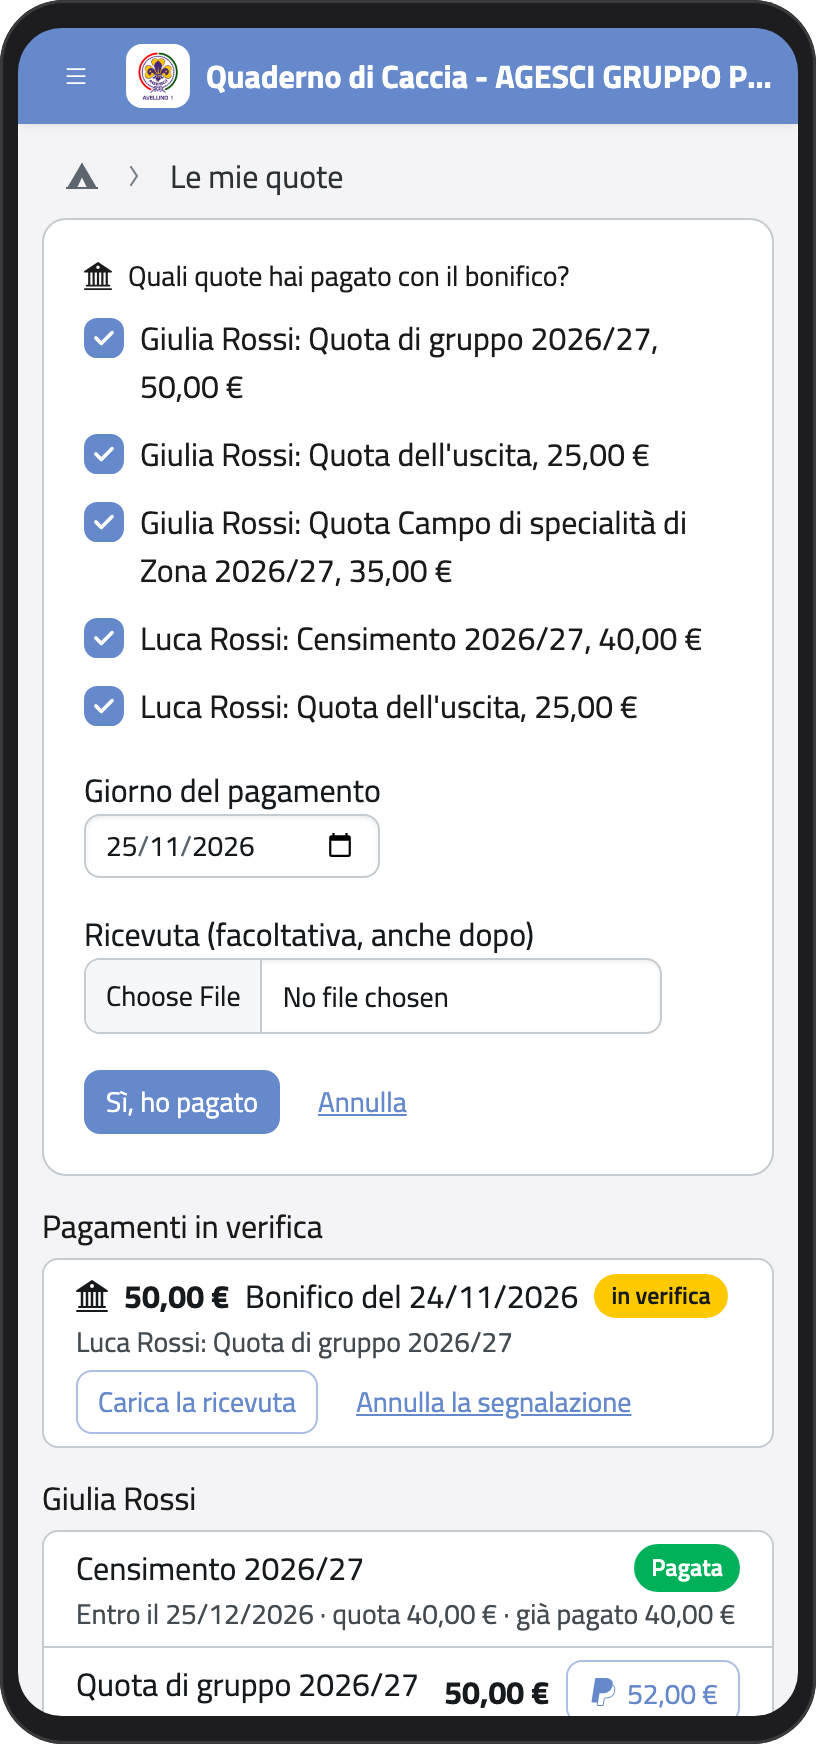 Quaderno di Caccia - AGESCI GRUPPO P...
AVELLINO 1
Le mie quote
Quali quote hai pagato con il bonifico?
Giulia Rossi: Quota di gruppo 2026/27,
50,00 €
Giulia Rossi: Quota dell'uscita, 25,00 €
Giulia Rossi: Quota Campo di specialità di
Zona 2026/27, 35,00 €
Luca Rossi: Censimento 2026/27, 40,00 €
Luca Rossi: Quota dell'uscita, 25,00 €
Giorno del pagamento
25/11/2026
Ricevuta (facoltativa, anche dopo)
Choose File No file chosen
Sì, ho pagato Annulla
Pagamenti in verifica
50,00 € Bonifico del 24/11/2026 in verifica
Luca Rossi: Quota di gruppo 2026/27
Carica la ricevuta Annulla la segnalazione
Giulia Rossi
Censimento 2026/27 Pagata
Entro il 25/12/2026 · quota 40,00 € · già pagato 40,00 €
Quota di gruppo 2026/27 50,00 € 52,00 €